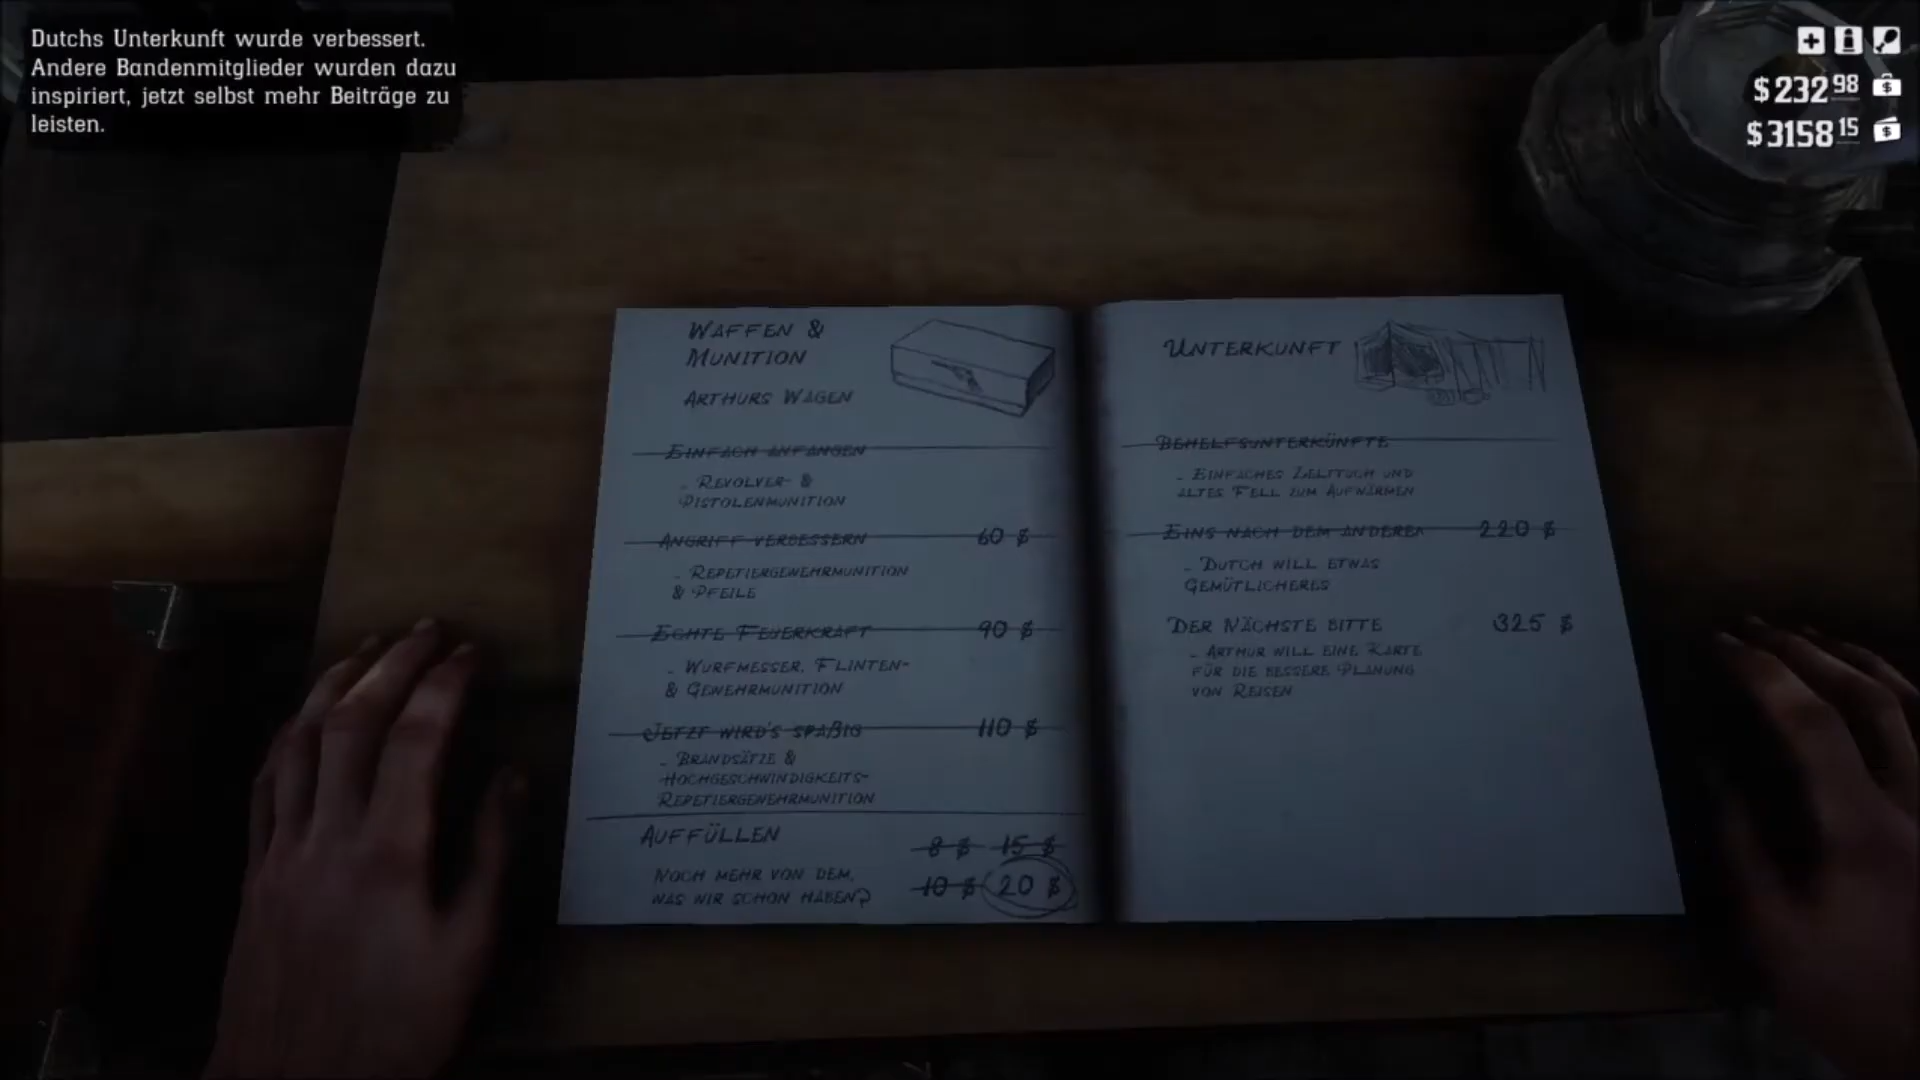 Dutchs Unterkunft wurde verbessert.
Andere Bandenmitglieder wurden dazu
inspiriert, jetzt selbst mehr Beiträge zu
leisten.
$232 98
$3158 15
WAFFEN &
MUNITION
ARTHURS WAGEN
EINFACH ANFANGEN
- REVOLVER- &
PISTOLENMUNITION
ANGRIFF VERBESSERN 60 $
- REPETIERGEWEHRMUNITION
& PFEILE
ECHTE FEUERKRAFT 90 $
- WURFMESSER, FLINTEN-
& GEWEHRMUNITION
JETZT WIRD'S SPAẞIG 110 $
- BRANDSÄTZE &
HOCHGESCHWINDIGKEITS-
REPETIERGEWEHRMUNITION
AUFFÜLLEN 8 $ 15 $
NOCH MEHR VON DEM,
WAS WIR SCHON HABEN? 10 $ 20 $
UNTERKUNFT
BEHELFSUNTERKÜNFTE
- EINFACHES ZELTTUCH UND
ALTES FELL ZUM AUFWÄRMEN
EINS NACH DEM ANDEREN 220 $
- DUTCH WILL ETWAS
GEMÜTLICHERES
DER NÄCHSTE BITTE 325 $
- ARTHUR WILL EINE KARTE
FÜR DIE BESSERE PLANUNG
VON REISEN